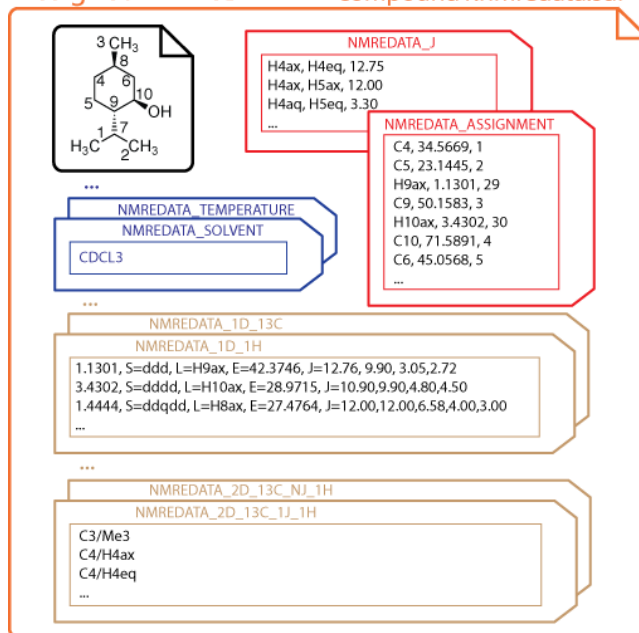 3 CH3
8
4
6
5
9
10
OH
1
7
H3C
2
CH3
NMREDATA_J
H4ax, H4eq, 12.75
H4ax, H5ax, 12.00
H4aq, H5eq, 3.30
...
NMREDATA_ASSIGNMENT
C4, 34.5669, 1
C5, 23.1445, 2
H9ax, 1.1301, 29
C9, 50.1583, 3
H10ax, 3.4302, 30
C10, 71.5891, 4
C6, 45.0568, 5
...
...
NMREDATA_TEMPERATURE
NMREDATA_SOLVENT
CDCL3
...
NMREDATA_1D_13C
NMREDATA_1D_1H
1.1301, S=ddd, L=H9ax, E=42.3746, J=12.76, 9.90, 3.05,2.72
3.4302, S=dddd, L=H10ax, E=28.9715, J=10.90,9.90,4.80,4.50
1.4444, S=ddqdd, L=H8ax, E=27.4764, J=12.00,12.00,6.58,4.00,3.00
...
...
NMREDATA_2D_13C_NJ_1H
NMREDATA_2D_13C_1J_1H
C3/Me3
C4/H4ax
C4/H4eq
...